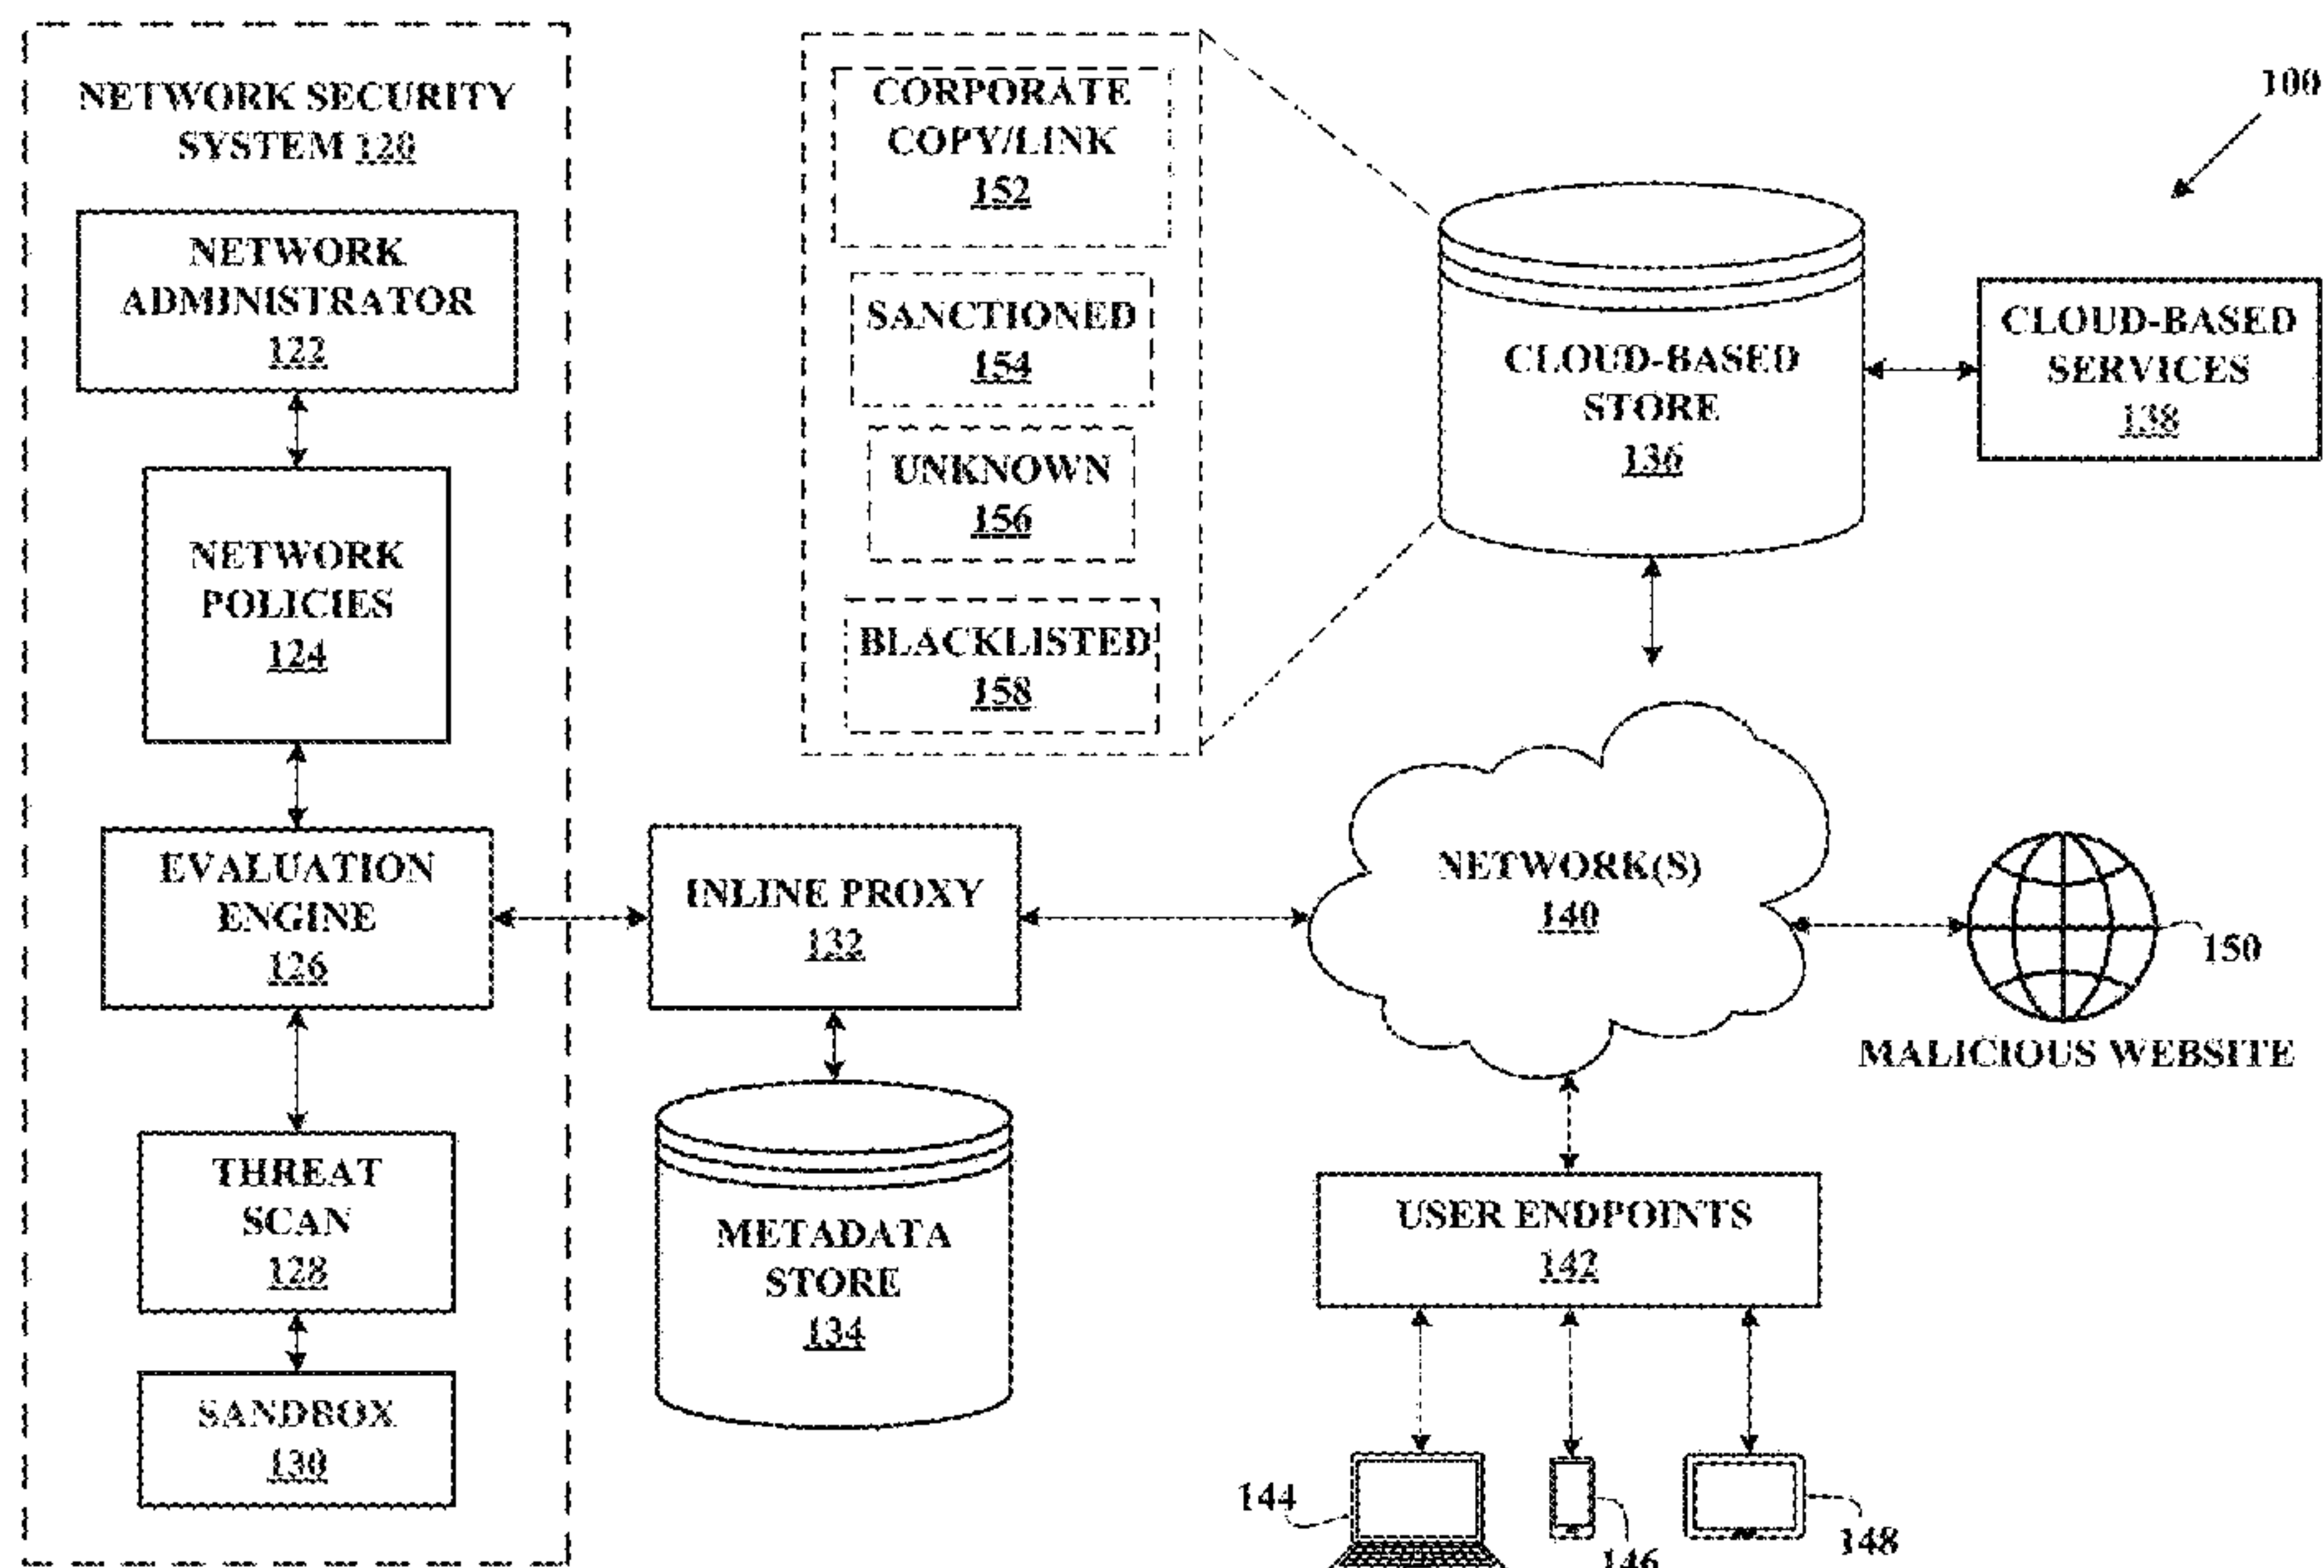 NETWORK SECURITY
SYSTEM 120
NETWORK
ADMINISTRATOR
122
NETWORK
POLICIES
124
EVALUATION
ENGINE
126
THREAT
SCAN
128
SANDBOX
130
CORPORATE
COPY/LINK
152
SANCTIONED
154
UNKNOWN
156
BLACKLISTED
158
INLINE PROXY
132
METADATA
STORE
134
100
CLOUD-BASED
STORE
136
CLOUD-BASED
SERVICES
138
NETWORK(S)
140
150
MALICIOUS WEBSITE
USER ENDPOINTS
142
144
146
148